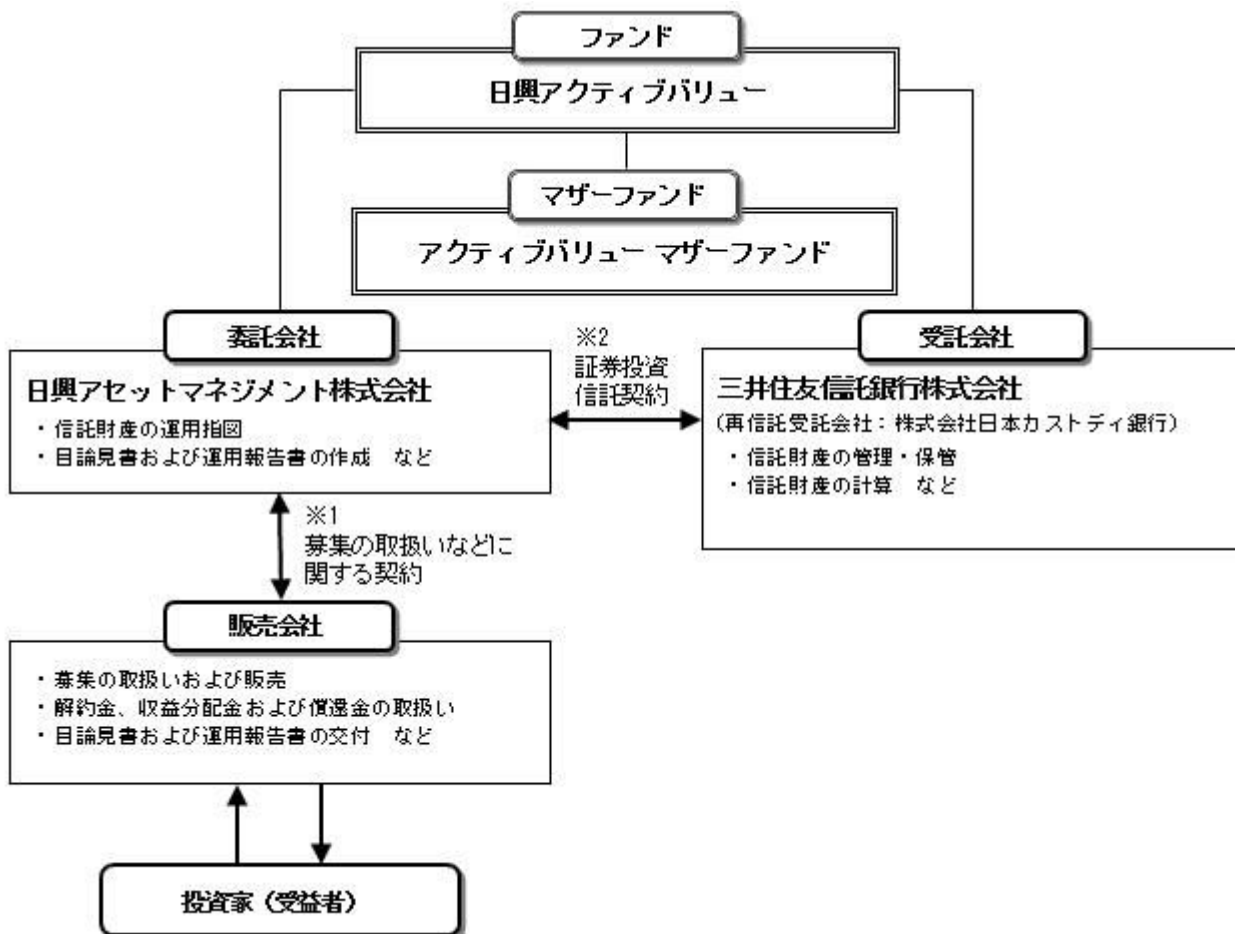 ファンド
日興アクティブバリュー
マザーファンド
アクティブバリュー マザーファンド
委託会社
日興アセットマネジメント株式会社
・信託財産の運用指図
・目論見書および運用報告書の作成　など
※2
証券投資
信託契約
受託会社
三井住友信託銀行株式会社
(再信託受託会社：株式会社日本カストディ銀行)
・信託財産の管理・保管
・信託財産の計算　など
※1
募集の取扱いなどに
関する契約
販売会社
・募集の取扱いおよび販売
・解約金、収益分配金および償還金の取扱い
・目論見書および運用報告書の交付　など
投資家（受益者）